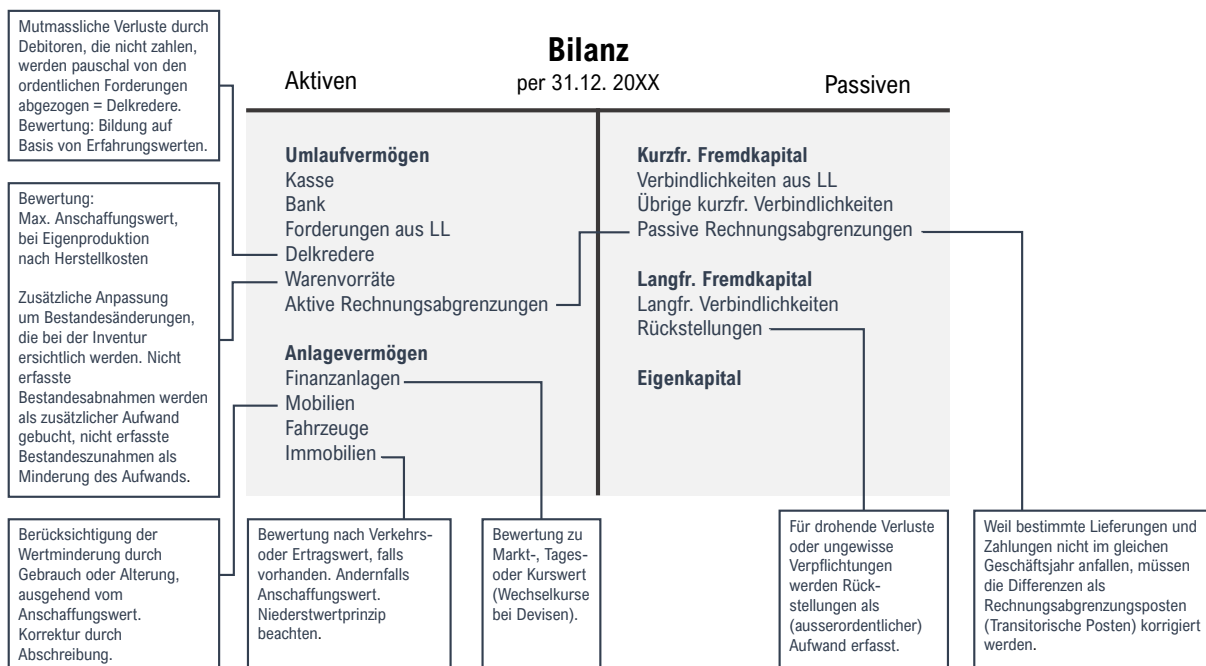 Bilanz
per 31.12. 20XX
Aktiven
Passiven
Umlaufvermögen
Kasse
Bank
Forderungen aus LL
Delkredere
Warenvorräte
Aktive Rechnungsabgrenzungen
Anlagevermögen
Finanzanlagen
Mobilien
Fahrzeuge
Immobilien
Kurzfr. Fremdkapital
Verbindlichkeiten aus LL
Übrige kurzfr. Verbindlichkeiten
Passive Rechnungsabgrenzungen
Langfr. Fremdkapital
Langfr. Verbindlichkeiten
Rückstellungen
Eigenkapital
Mutmassliche Verluste durch
Debitoren, die nicht zahlen,
werden pauschal von den
ordentlichen Forderungen
abgezogen = Delkredere.
Bewertung: Bildung auf
Basis von Erfahrungswerten.
Bewertung:
Max. Anschaffungswert,
bei Eigenproduktion
nach Herstellkosten
Zusätzliche Anpassung
um Bestandesänderungen,
die bei der Inventur
ersichtlich werden. Nicht
erfasste
Bestandesabnahmen werden
als zusätzlicher Aufwand
gebucht, nicht erfasste
Bestandeszunahmen als
Minderung des Aufwands.
Berücksichtigung der
Wertminderung durch
Gebrauch oder Alterung,
ausgehend vom
Anschaffungswert.
Korrektur durch
Abschreibung.
Bewertung nach Verkehrs-
oder Ertragswert, falls
vorhanden. Andernfalls
Anschaffungswert.
Niederstwertprinzip
beachten.
Bewertung zu
Markt-, Tages-
oder Kurswert
(Wechselkurse
bei Devisen).
Für drohende Verluste
oder ungewisse
Verpflichtungen
werden Rück-
stellungen als
(ausserordentlicher)
Aufwand erfasst.
Weil bestimmte Lieferungen und
Zahlungen nicht im gleichen
Geschäftsjahr anfallen, müssen
die Differenzen als
Rechnungsabgrenzungsposten
(Transitorische Posten) korrigiert
werden.